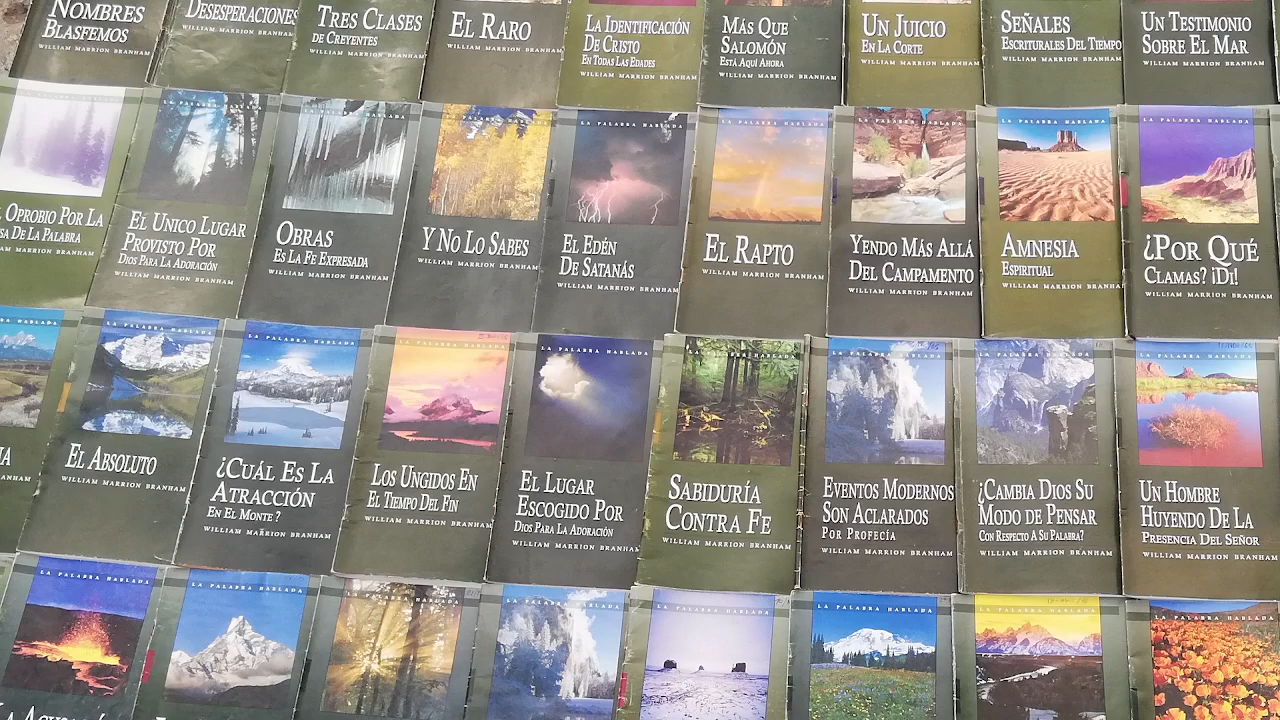 NOMBRES
BLASFEMOS
WILLIAM MARRION BRANHAM
DESESPERACIONES
WILLIAM MARRION BRANHAM
TRES CLASES
DE CREYENTES
WILLIAM MARRION BRANHAM
EL RARO
WILLIAM MARRION BRANHAM
LA IDENTIFICACIÓN
DE CRISTO
EN TODAS LAS EDADES
WILLIAM MARRION BRANHAM
MÁS QUE
SALOMÓN
ESTÁ AQUÍ AHORA
WILLIAM MARRION BRANHAM
UN JUICIO
EN LA CORTE
WILLIAM MARRION BRANHAM
SEÑALES
ESCRITURALES DEL TIEMPO
WILLIAM MARRION BRANHAM
UN TESTIMONIO
SOBRE EL MAR
WILLIAM MARRION BRANHAM
OPROBIO POR LA
DE LA PALABRA
WILLIAM MARRION BRANHAM
LA PALABRA HABLADA
EL UNICO LUGAR
PROVISTO POR
DIOS PARA LA ADORACIÓN
WILLIAM MARRION BRANHAM
LA PALABRA HABLADA
OBRAS
ES LA FE EXPRESADA
WILLIAM MARRION BRANHAM
LA PALABRA HABLADA
Y NO LO SABES
WILLIAM MARRION BRANHAM
LA PALABRA HABLADA
EL EDÉN
DE SATANÁS
WILLIAM MARRION BRANHAM
LA PALABRA HABLADA
EL RAPTO
WILLIAM MARRION BRANHAM
LA PALABRA HABLADA
YENDO MÁS ALLÁ
DEL CAMPAMENTO
WILLIAM MARRION BRANHAM
LA PALABRA HABLADA
AMNESIA
ESPIRITUAL
WILLIAM MARRION BRANHAM
LA PALABRA HABLADA
¿POR QUÉ
CLAMAS? ¡DI!
WILLIAM MARRION BRANHAM
PALABRA HABLADA
LA PALABRA HABLADA
EL ABSOLUTO
WILLIAM MARRION BRANHAM
LA PALABRA HABLADA
¿CUÁL ES LA
ATRACCIÓN
EN EL MONTE?
WILLIAM MARRION BRANHAM
LA PALABRA HABLADA
LOS UNGIDOS EN
EL TIEMPO DEL FIN
WILLIAM MARRION BRANHAM
LA PALABRA HABLADA
EL LUGAR
ESCOGIDO POR
DIOS PARA LA ADORACIÓN
WILLIAM MARRION BRANHAM
LA PALABRA HABLADA
SABIDURÍA
CONTRA FE
WILLIAM MARRION BRANHAM
LA PALABRA HABLADA
EVENTOS MODERNOS
SON ACLARADOS
POR PROFECÍA
WILLIAM MARRION BRANHAM
LA PALABRA HABLADA
¿CAMBIA DIOS SU
MODO DE PENSAR
CON RESPECTO A SU PALABRA?
WILLIAM MARRION BRANHAM
LA PALABRA HABLADA
UN HOMBRE
HUYENDO DE LA
PRESENCIA DEL SEÑOR
WILLIAM MARRION BRANHAM
LA PALABRA HABLADA
LA PALABRA HABLADA
LA PALABRA HABLADA
LA PALABRA HABLADA
LA PALABRA HABLADA
LA PALABRA HABLADA
LA PALABRA HABLADA
LA PALABRA HABLADA